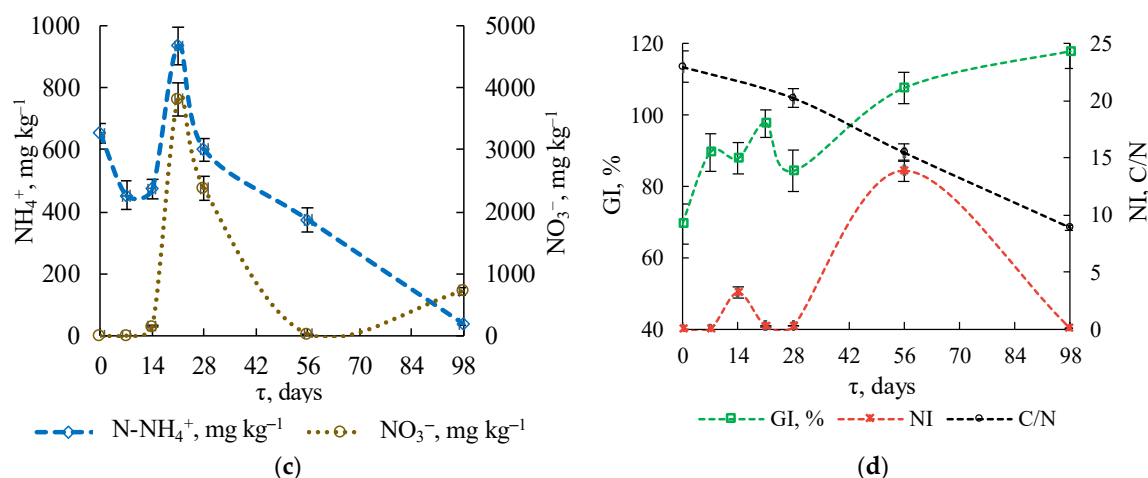 1000
800
600
400
200
0
NH₄⁺, mg kg⁻¹
5000
4000
3000
2000
1000
0
NO₃⁻, mg kg⁻¹
0 14 28 42 56 70 84 98
τ, days
N-NH₄⁺, mg kg⁻¹ NO₃⁻, mg kg⁻¹
(c)
120
100
80
60
40
GI, %
25
20
15
10
5
0
NI, C/N
0 14 28 42 56 70 84 98
τ, days
GI, % NI C/N
(d)